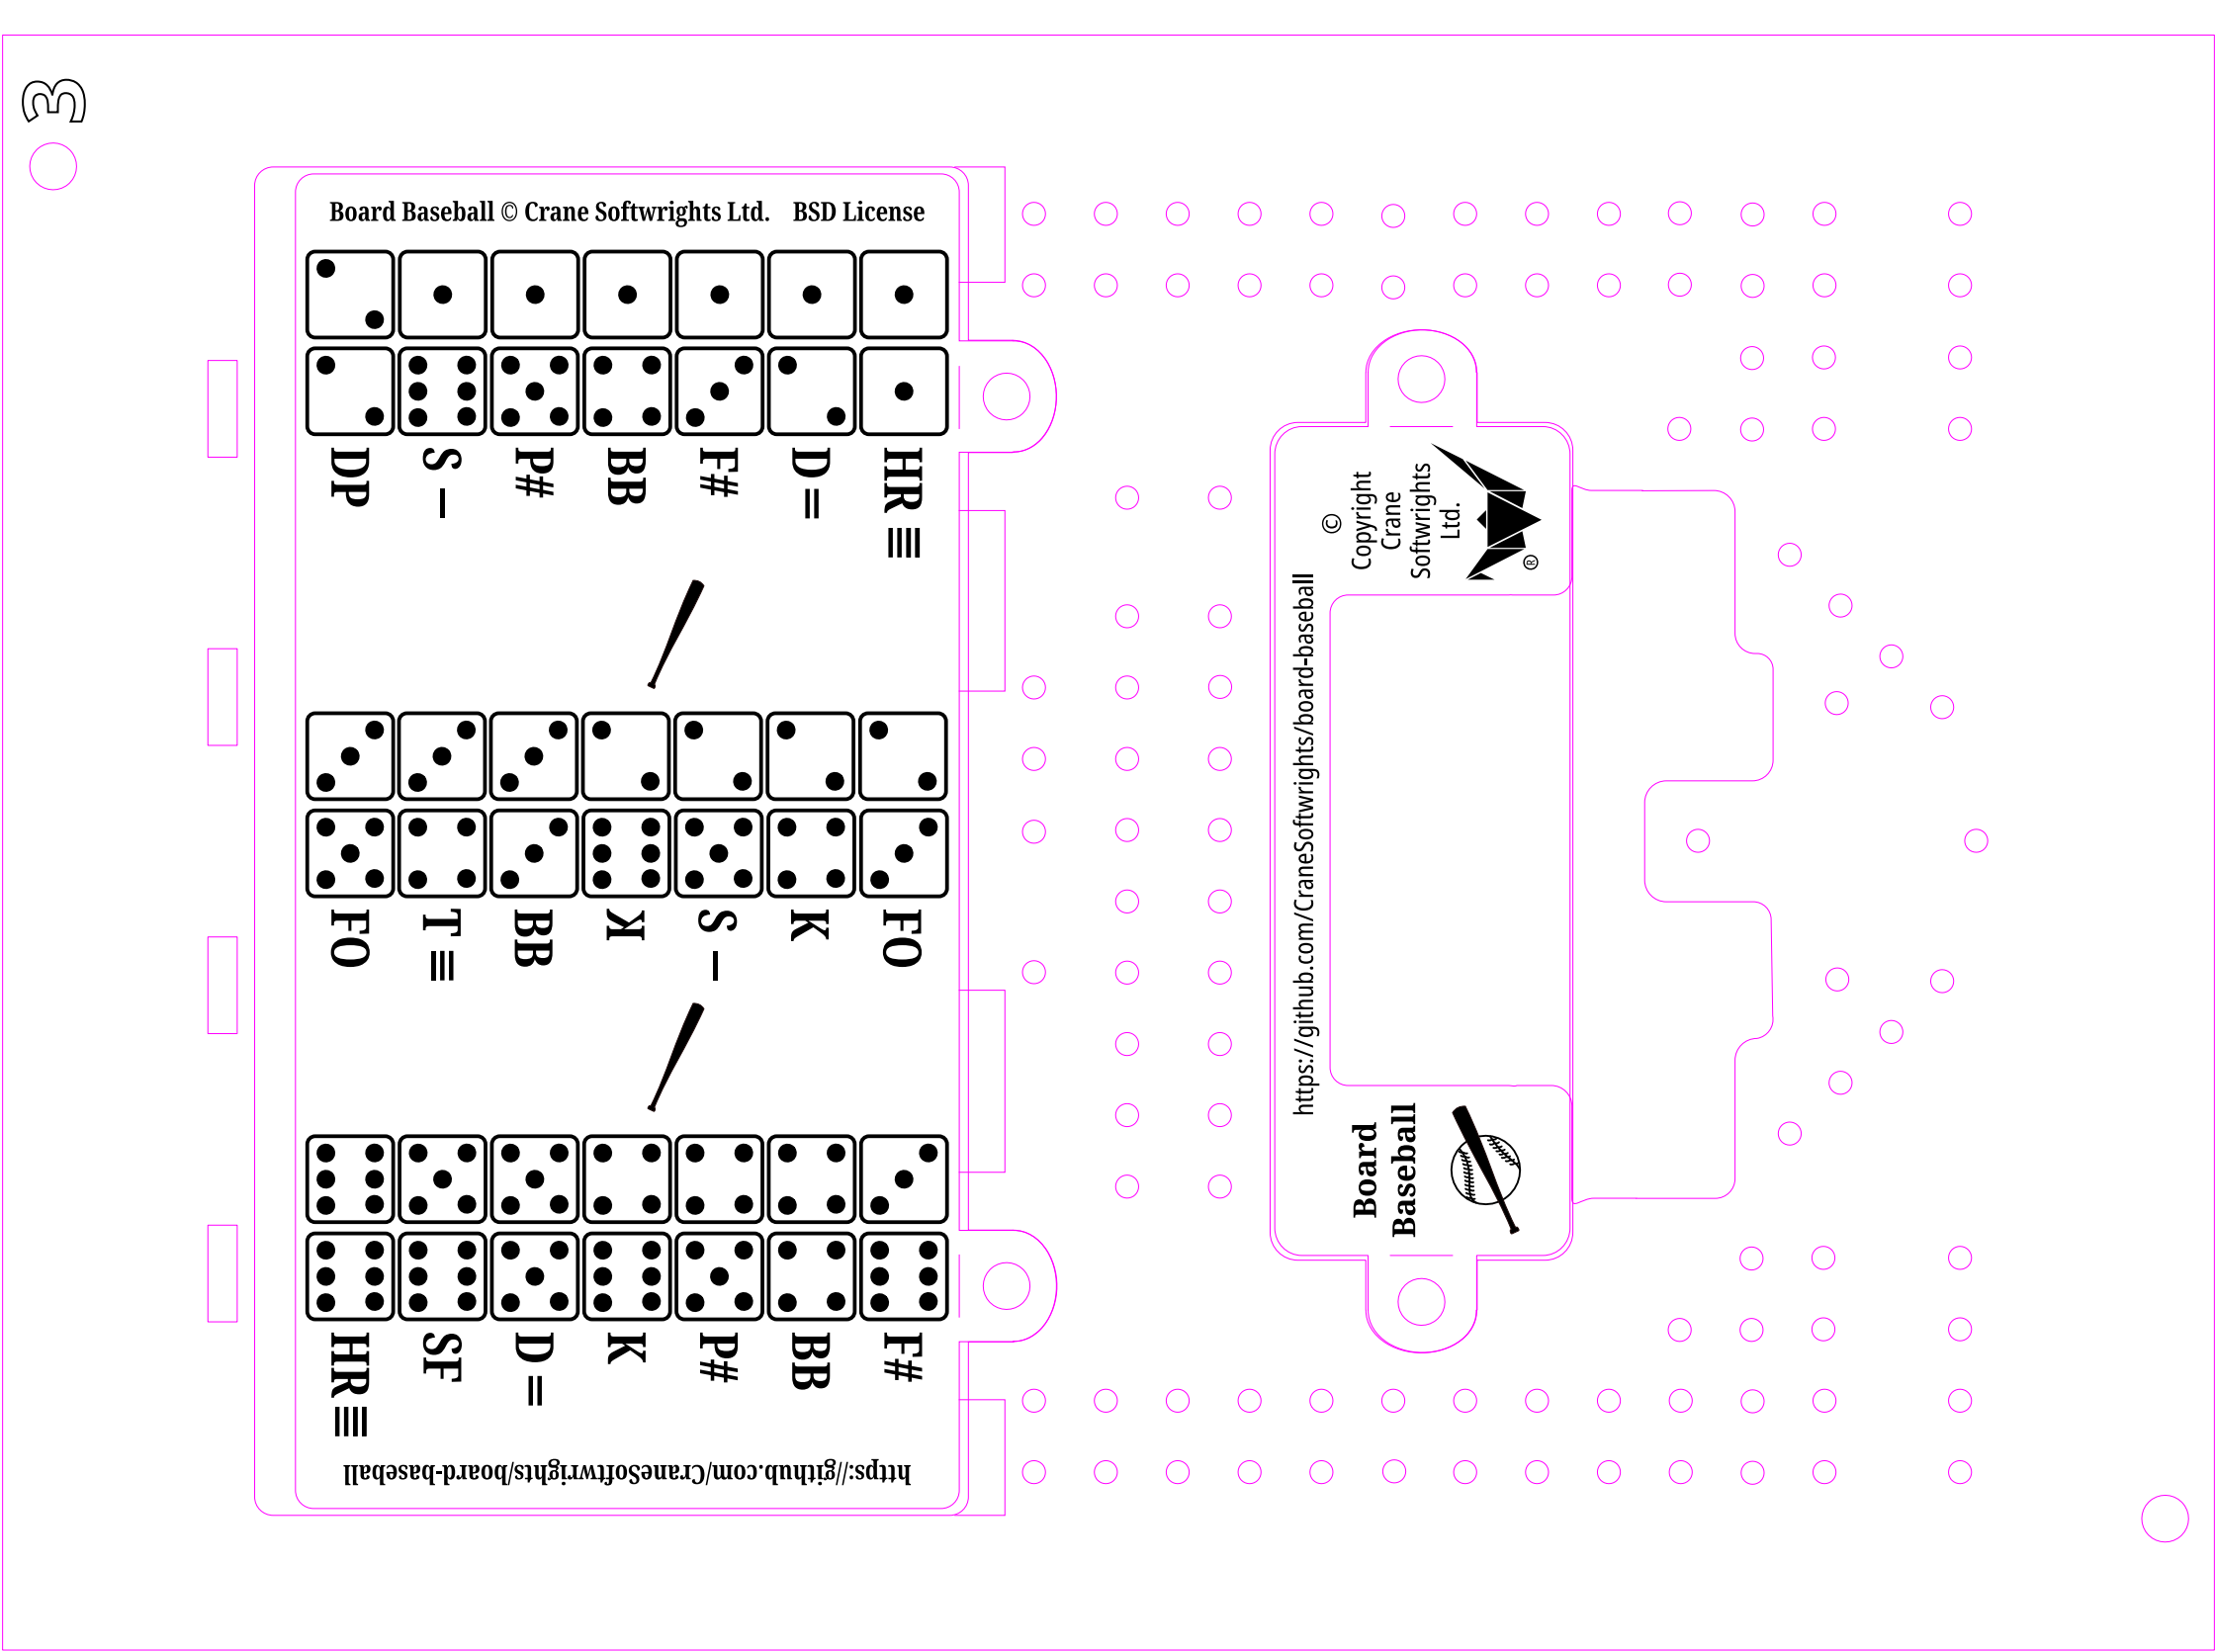 3
Board Baseball © Crane Softwrights Ltd. BSD License
DP
S –
P#
BB
F#
D =
HR ≡
FO
T ≡
BB
K
S –
K
FO
HR ≡
SF
D =
K
P#
BB
F#
https://github.com/CraneSoftwrights/board-baseball
https://github.com/CraneSoftwrights/board-baseball
©
Copyright
Crane
Softwrights
Ltd.
®
Board
Baseball